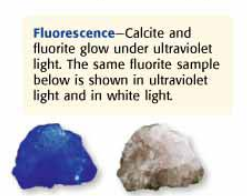 Fluorescence—Calcite and
fluorite glow under ultraviolet
light. The same fluorite sample
below is shown in ultraviolet
light and in white light.